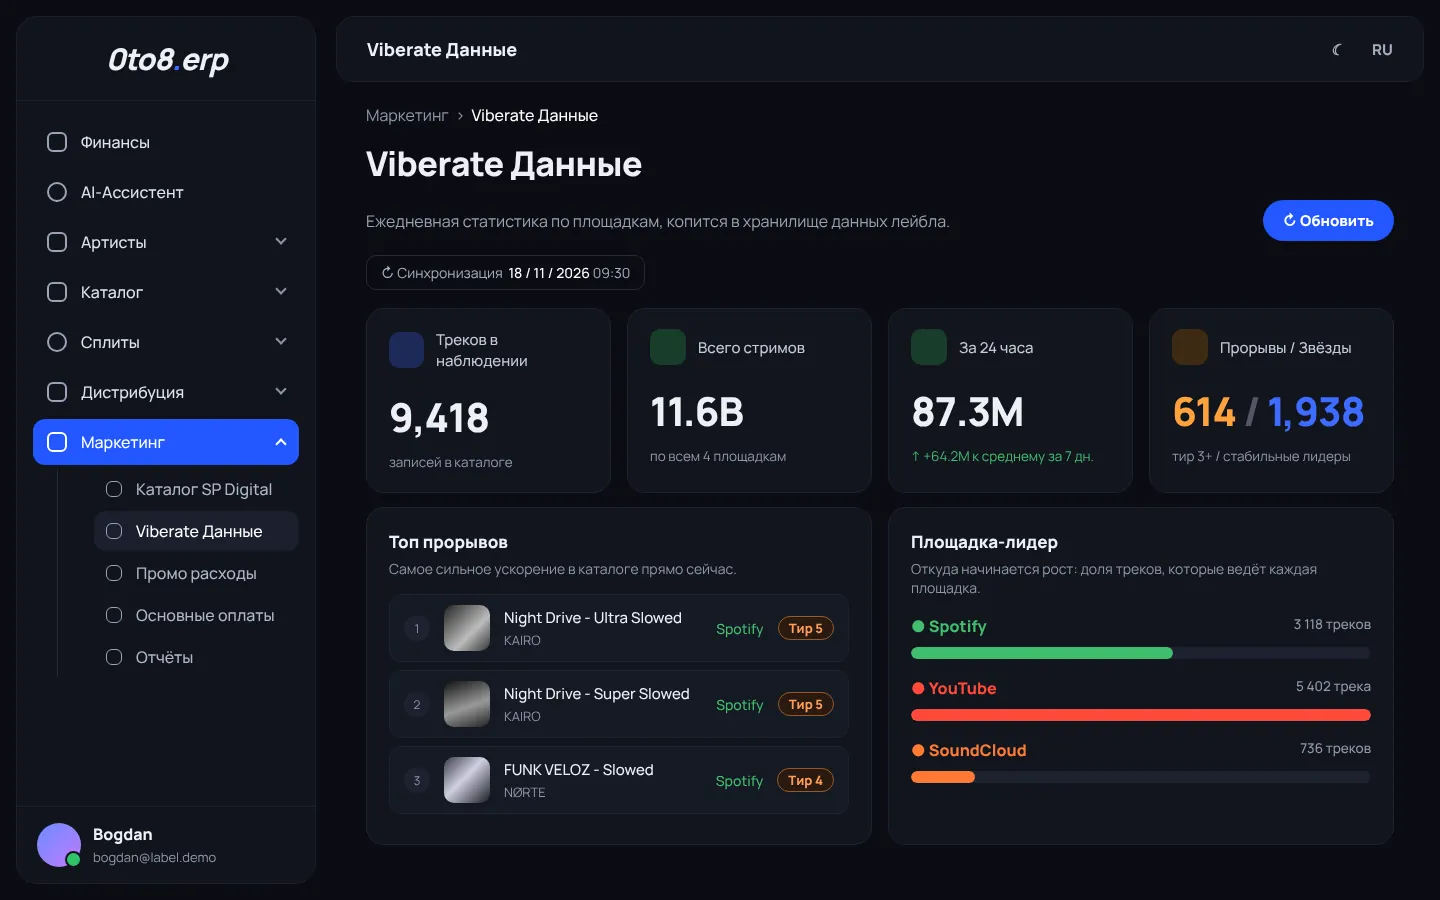 0to8.erp
Финансы
AI-Ассистент
Артисты
Каталог
Сплиты
Дистрибуция
Маркетинг
Каталог SP Digital
Viberate Данные
Промо расходы
Основные оплаты
Отчёты
Bogdan
bogdan@label.demo
Viberate Данные
RU
Маркетинг › Viberate Данные
Viberate Данные
Ежедневная статистика по площадкам, копится в хранилище данных лейбла.
↻ Обновить
↻ Синхронизация 18 / 11 / 2026 09:30
Треков в
наблюдении
9,418
записей в каталоге
Всего стримов
11.6B
по всем 4 площадкам
За 24 часа
87.3M
↑ +64.2M к среднему за 7 дн.
Прорывы / Звёзды
614 / 1,938
тир 3+ / стабильные лидеры
Топ прорывов
Самое сильное ускорение в каталоге прямо сейчас.
1
Night Drive - Ultra Slowed
KAIRO
Spotify
Тир 5
2
Night Drive - Super Slowed
KAIRO
Spotify
Тир 5
3
FUNK VELOZ - Slowed
NØRTE
Spotify
Тир 4
Площадка-лидер
Откуда начинается рост: доля треков, которые ведёт каждая
площадка.
Spotify
3 118 треков
YouTube
5 402 трека
SoundCloud
736 треков